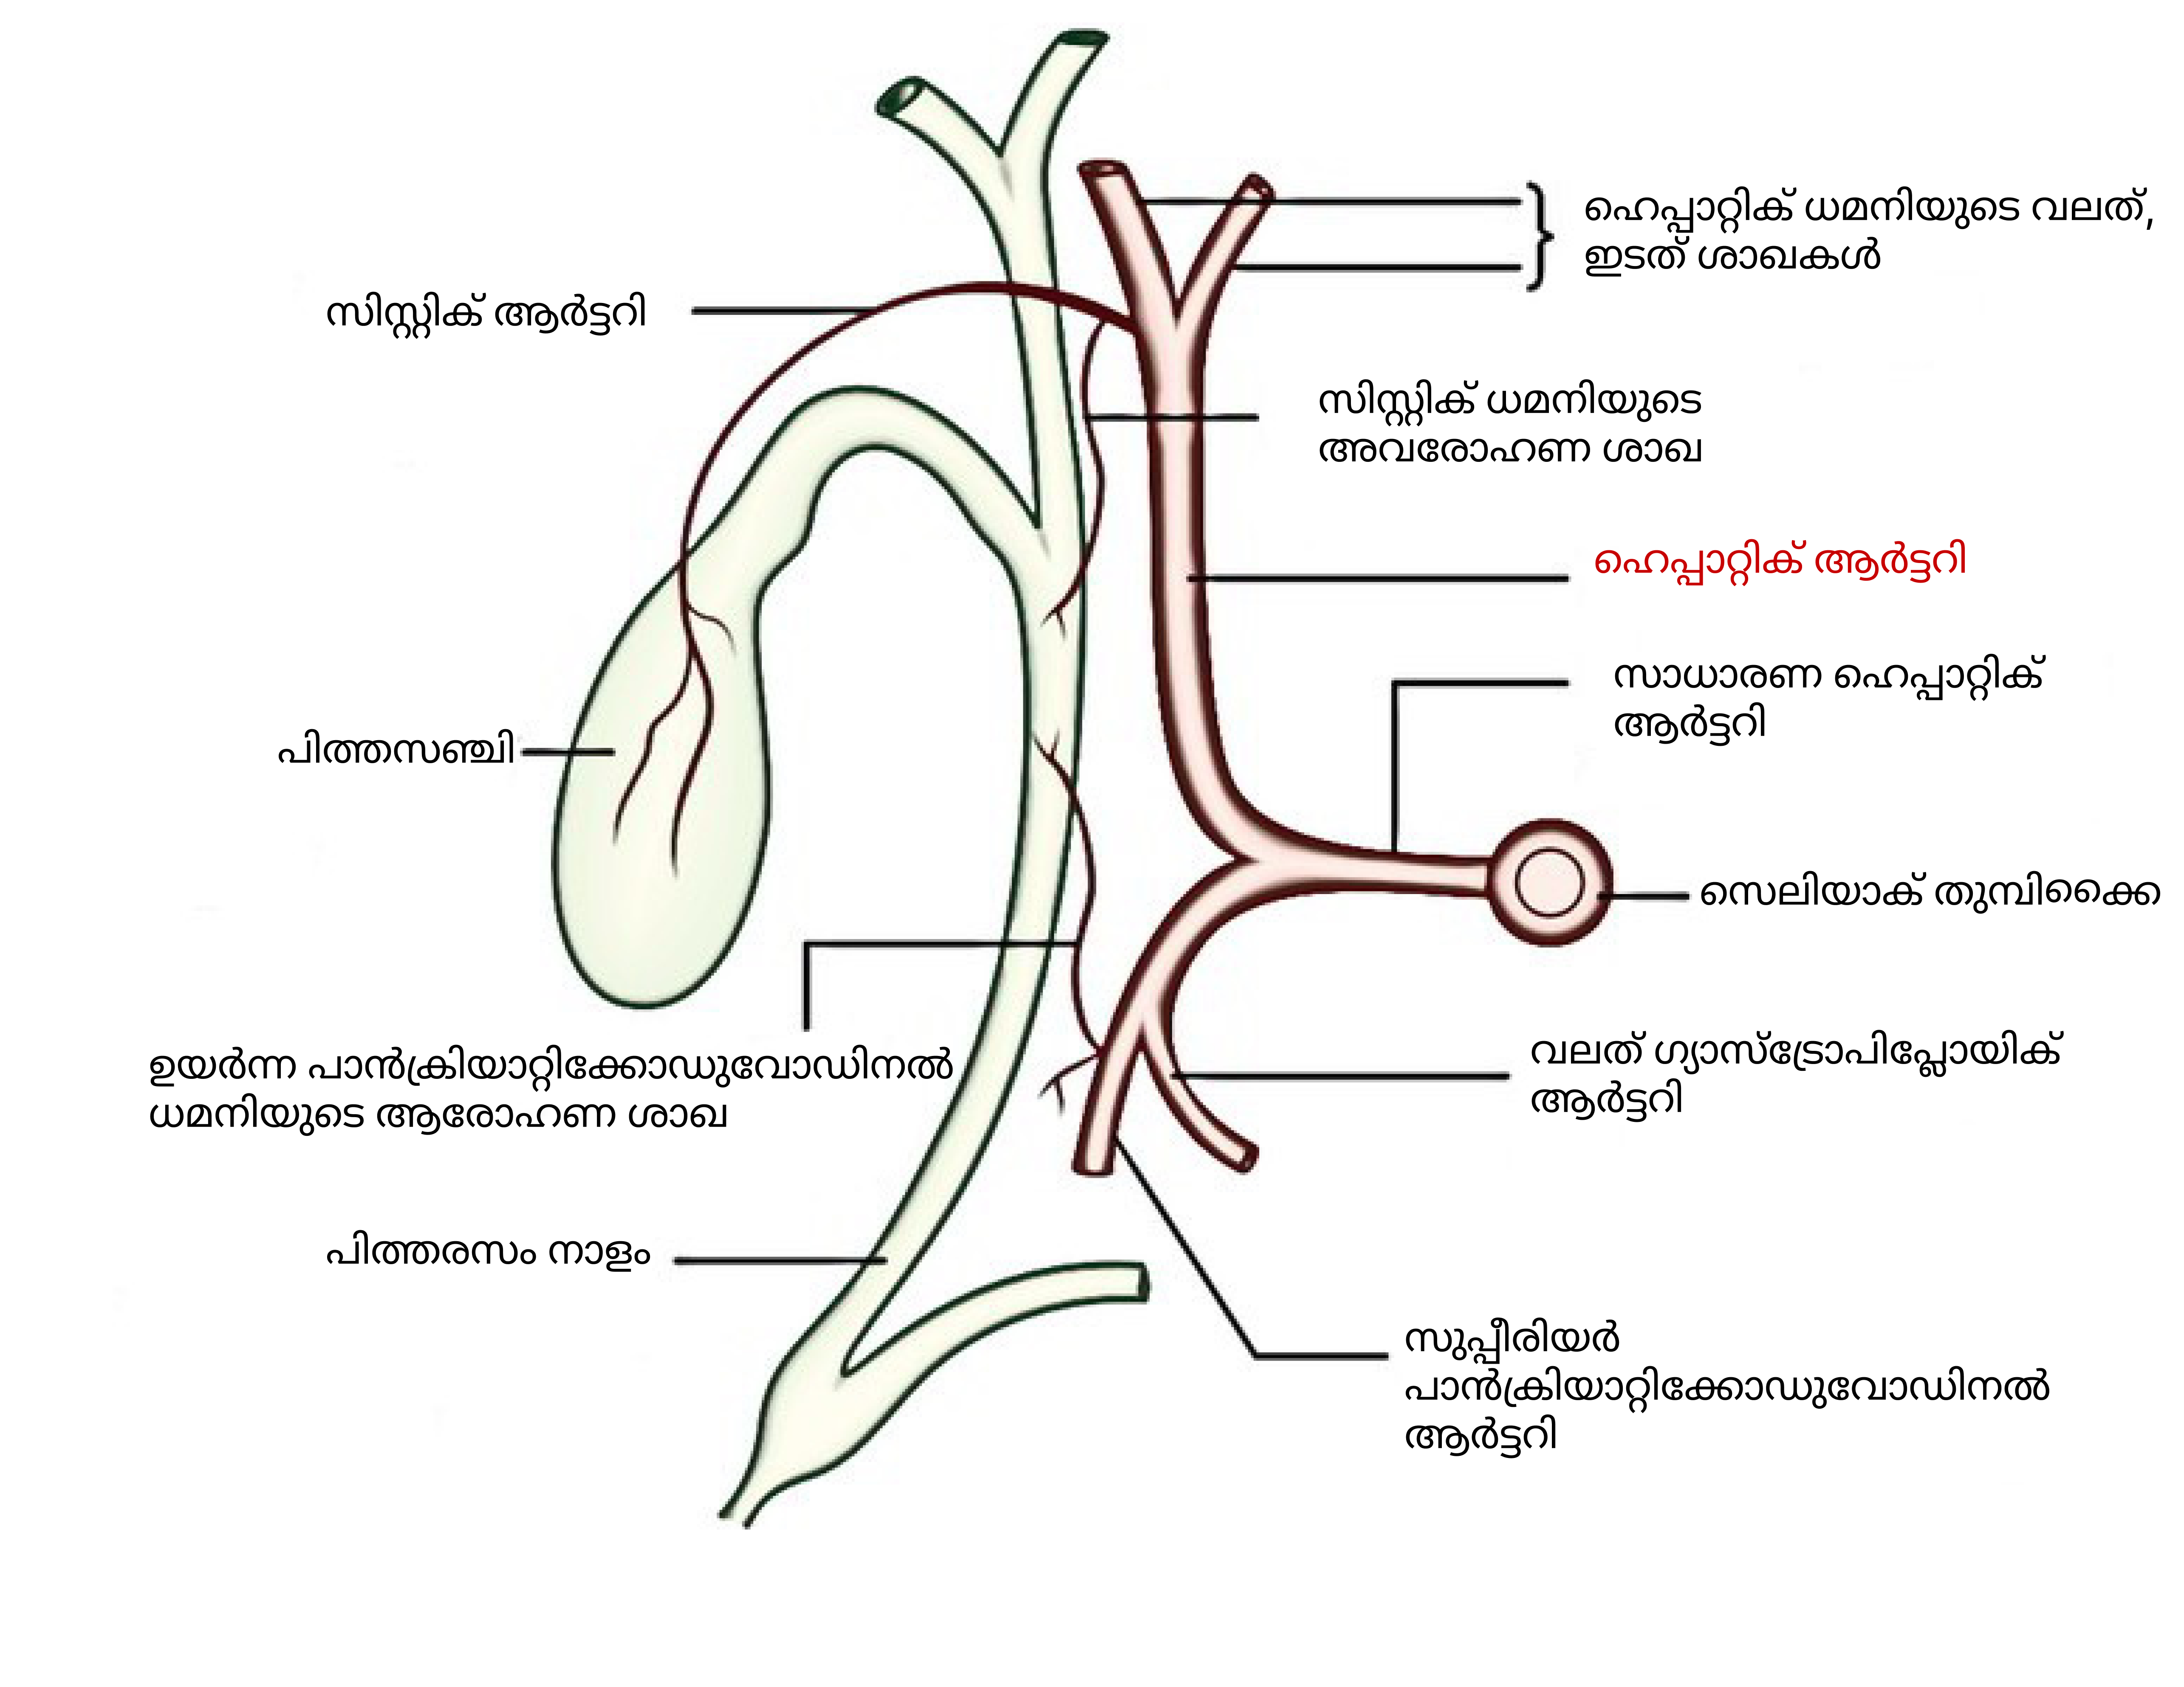 ഹെപ്പാറ്റിക് ധമനിയുടെ വലത്,
ഇടത് ശാഖകൾ
സിസ്റ്റിക് ആർട്ടറി
സിസ്റ്റിക് ധമനിയുടെ
അവരോഹണ ശാഖ
ഹെപ്പാറ്റിക് ആർട്ടറി
സാധാരണ ഹെപ്പാറ്റിക്
ആർട്ടറി
പിത്തസഞ്ചി
സെലിയാക് തുമ്പിക്കൈ
ഉയർന്ന പാൻക്രിയാറ്റിക്കോഡുവോഡിനൽ
ധമനിയുടെ ആരോഹണ ശാഖ
വലത് ഗ്യാസ്ട്രോപിപ്ലോയിക്
ആർട്ടറി
പിത്തരസം നാളം
സുപ്പീരിയർ
പാൻക്രിയാറ്റിക്കോഡുവോഡിനൽ
ആർട്ടറി